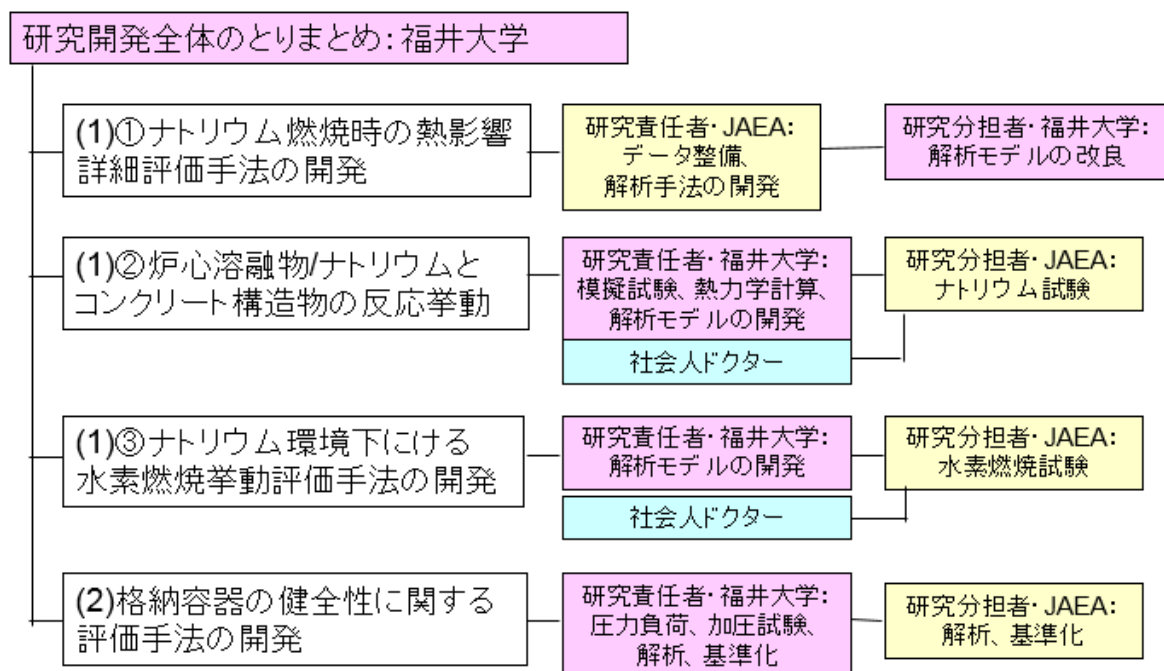 研究開発全体のとりまとめ：福井大学
(1)①ナトリウム燃焼時の熱影響
詳細評価手法の開発
研究責任者・JAEA：
データ整備、
解析手法の開発
研究分担者・福井大学：
解析モデルの改良
(1)②炉心溶融物/ナトリウムと
コンクリート構造物の反応挙動
研究責任者・福井大学：
模擬試験、熱力学計算、
解析モデルの開発
社会人ドクター
研究分担者・JAEA：
ナトリウム試験
(1)③ナトリウム環境下にける
水素燃焼挙動評価手法の開発
研究責任者・福井大学：
解析モデルの開発
社会人ドクター
研究分担者・JAEA：
水素燃焼試験
(2)格納容器の健全性に関する
評価手法の開発
研究責任者・福井大学：
圧力負荷、加圧試験、
解析、基準化
研究分担者・JAEA：
解析、基準化